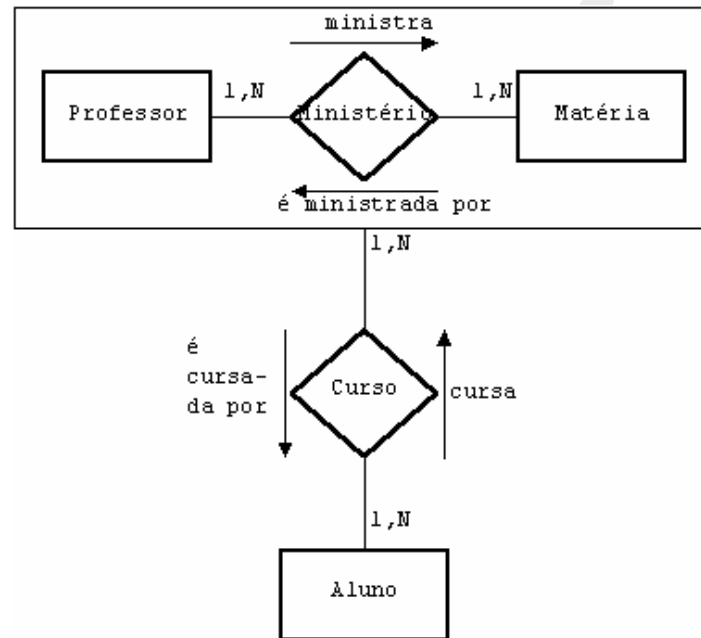 ministra
Professor
1,N
Ministério
1,N
Matéria
é ministrada por
1,N
é
cursa-
da por
Curso
cursa
1,N
Aluno